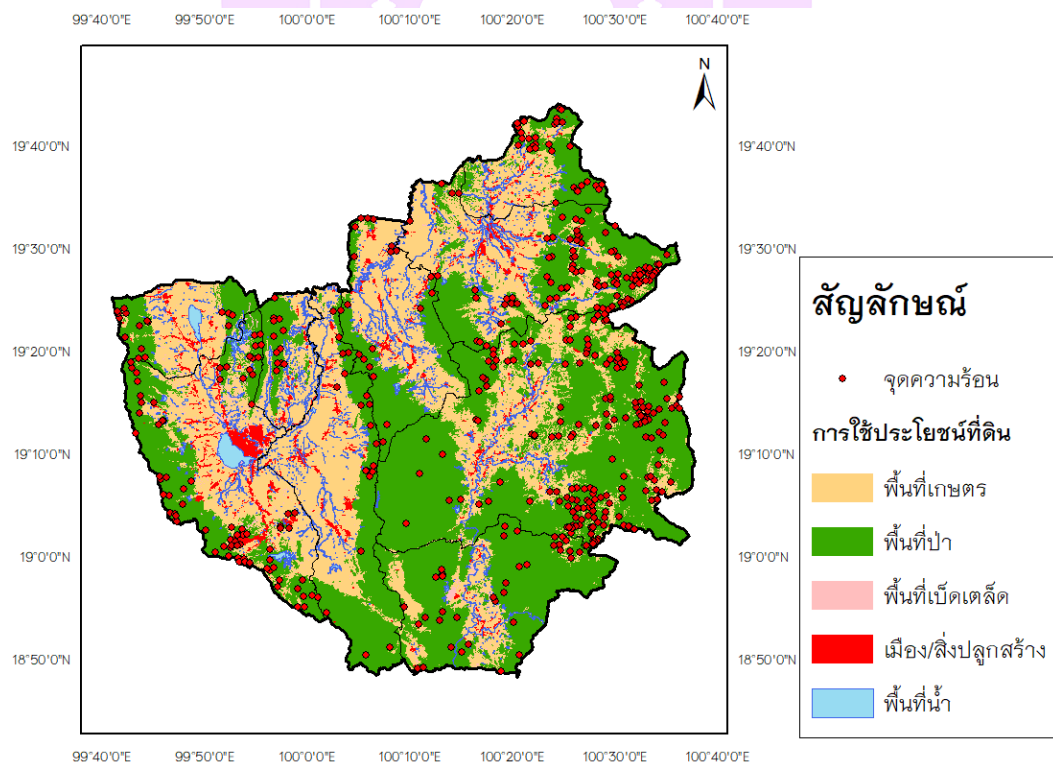 99°40'0"E 99°50'0"E 100°0'0"E 100°10'0"E 100°20'0"E 100°30'0"E 100°40'0"E
N
19°40'0"N 19°40'0"N
19°30'0"N 19°30'0"N
19°20'0"N 19°20'0"N
19°10'0"N 19°10'0"N
19°0'0"N 19°0'0"N
18°50'0"N 18°50'0"N
99°40'0"E 99°50'0"E 100°0'0"E 100°10'0"E 100°20'0"E 100°30'0"E 100°40'0"E
สัญลักษณ์
จุดความร้อน
การใช้ประโยชน์ที่ดิน
พื้นที่เกษตร
พื้นที่ป่า
พื้นที่เบ็ดเตล็ด
เมือง/สิ่งปลูกสร้าง
พื้นที่น้ำ